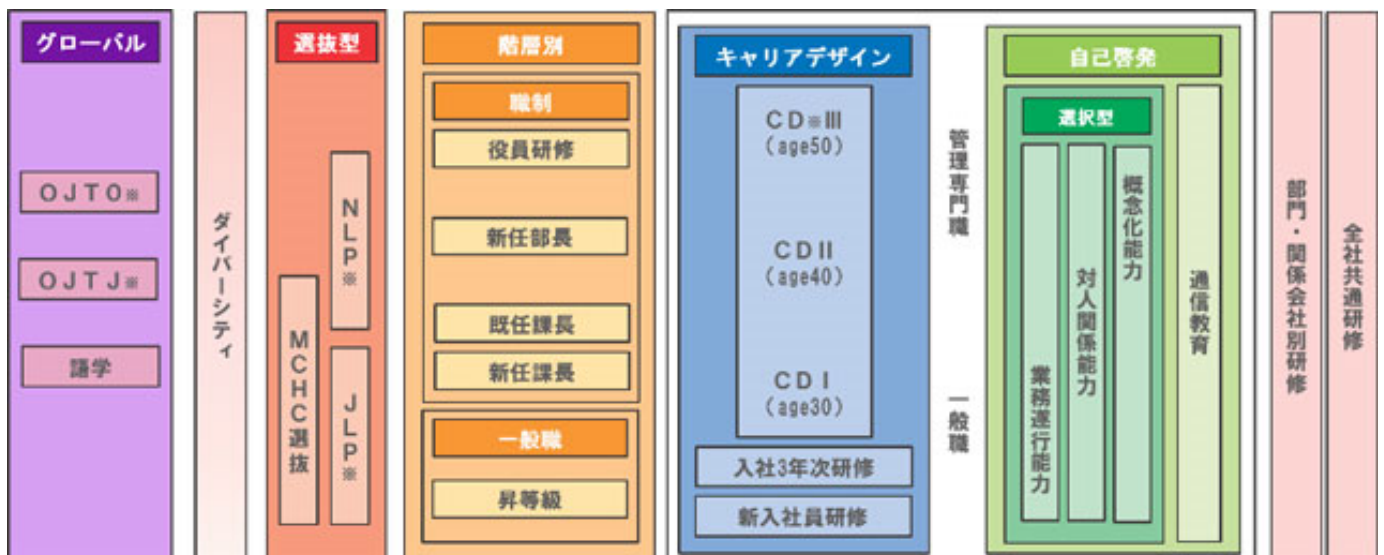 グローバル
OJTO※
OJTJ※
語学
ダイバーシティ
選抜型
NLP※
MCHC選抜
JLP※
階層別
職制
役員研修
新任部長
既任課長
新任課長
一般職
昇等級
キャリアデザイン
CD※Ⅲ
(age50)
CDⅡ
(age40)
CDⅠ
(age30)
入社3年次研修
新入社員研修
管理専門職
一般職
自己啓発
選択型
業務遂行能力
対人関係能力
概念化能力
通信教育
部門・関係会社別研修
全社共通研修